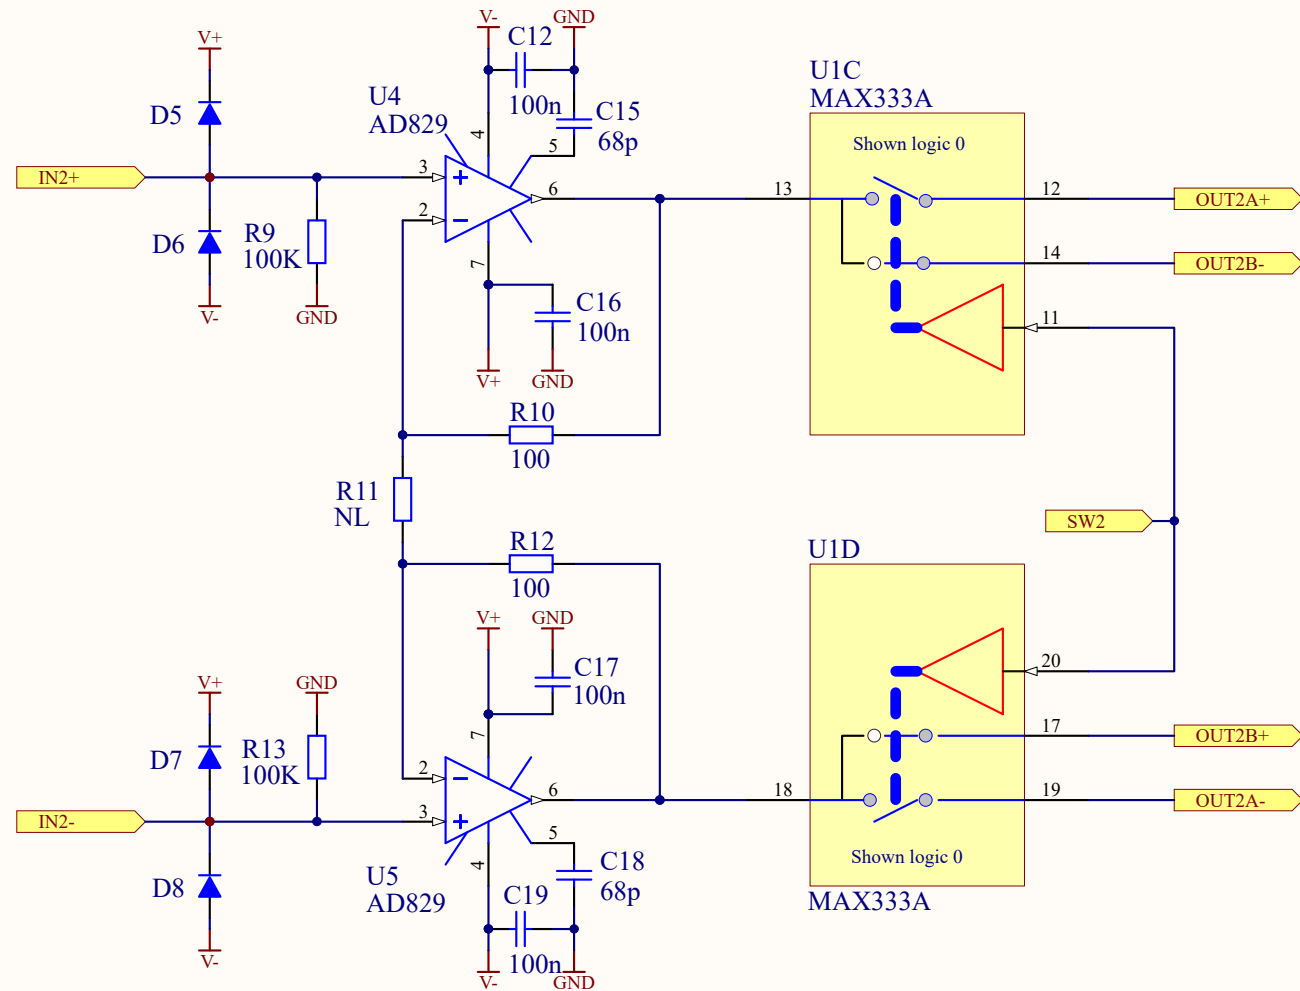 V-
GND
V+
C12
U1C
MAX333A
D5
U4
AD829
100n
C15
68p
4
5
Shown logic 0
IN2+
3
2
6
13
12
OUT2A+
D6
R9
100K
7
14
OUT2B-
V-
GND
C16
100n
11
V+
GND
R10
100
R11
NL
SW2
R12
100
U1D
V+
GND
C17
100n
20
V+
GND
7
17
OUT2B+
D7
R13
100K
2
3
6
18
19
OUT2A-
IN2-
5
4
Shown logic 0
D8
U5
AD829
C19
C18
68p
MAX333A
V-
100n
V-
GND